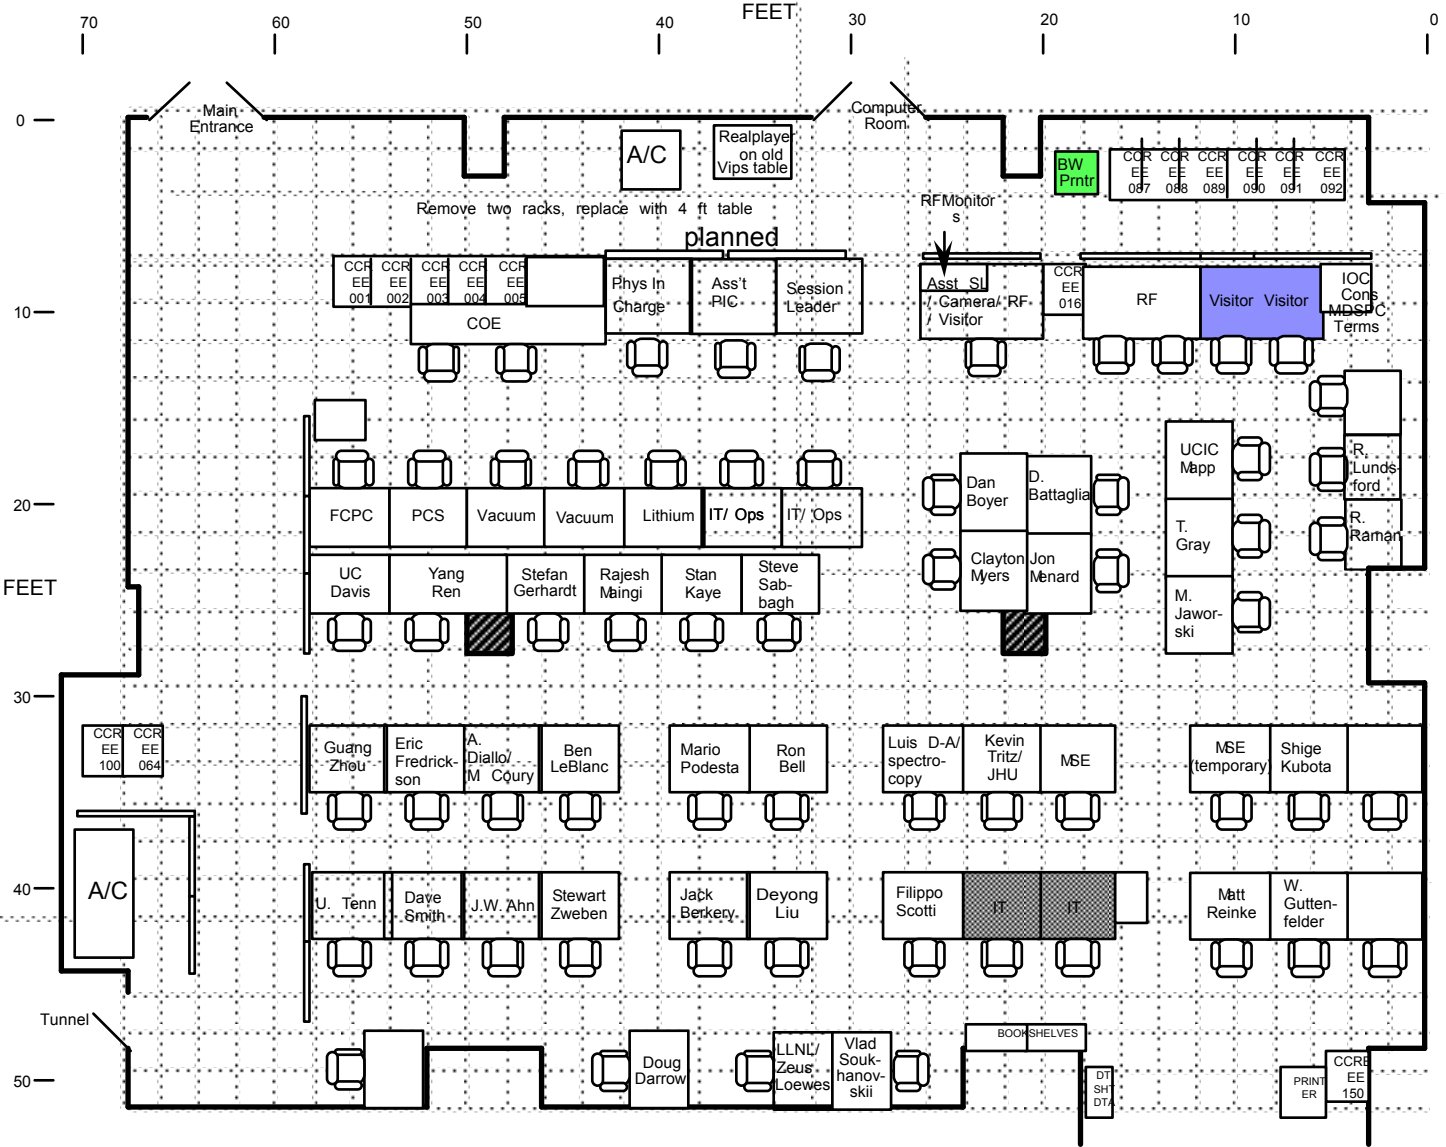 FEET
70 60 50 40 30 20 10 0
Main
Entrance
Computer
Room
0
A/C
Realplayer
on old
Vips table
BW
Prntr
CCR
EE
087
CCR
EE
088
CCR
EE
089
CCR
EE
090
CCR
EE
091
CCR
EE
092
Remove two racks, replace with 4 ft table
planned
RFMonitor
s
CCR
EE
001
CCR
EE
002
CCR
EE
003
CCR
EE
004
CCR
EE
005
COE
Phys In
Charge
Ass't
PIC
Session
Leader
Asst SL
/ Camera/ RF
/ Visitor
CCR
EE
016
RF
Visitor
Visitor
IOC
Cons
MDSPC
Terms
10
FCPC
PCS
Vacuum
Vacuum
Lithium
IT/ Ops
IT/ Ops
Dan
Boyer
D.
Battaglia
UCIC
Mapp
R.
Lunds-
ford
20
UC
Davis
Yang
Ren
Stefan
Gerhardt
Rajesh
Maingi
Stan
Kaye
Steve
Sab-
bagh
Clayton
Myers
Jon
Menard
T.
Gray
R.
Raman
M.
Jawor-
ski
FEET
30
CCR
EE
100
CCR
EE
064
Guang
Zhou
Eric
Fredrick-
son
A.
Diallo/
M Coury
Ben
LeBlanc
Mario
Podesta
Ron
Bell
Luis D-A/
spectro-
copy
Kevin
Tritz/
JHU
MSE
MSE
(temporary)
Shige
Kubota
A/C
40
U. Tenn
Dave
Smith
J.W. Ahn
Stewart
Zweben
Jack
Berkery
Deyong
Liu
Filippo
Scotti
IT
IT
Matt
Reinke
W.
Gutten-
felder
Tunnel
50
Doug
Darrow
LLNL/
Zeus
Loewes
Vlad
Souk-
hanov-
skii
BOOKSHELVES
DT
SHT
DTA
PRINT
ER
CCRE
EE
150